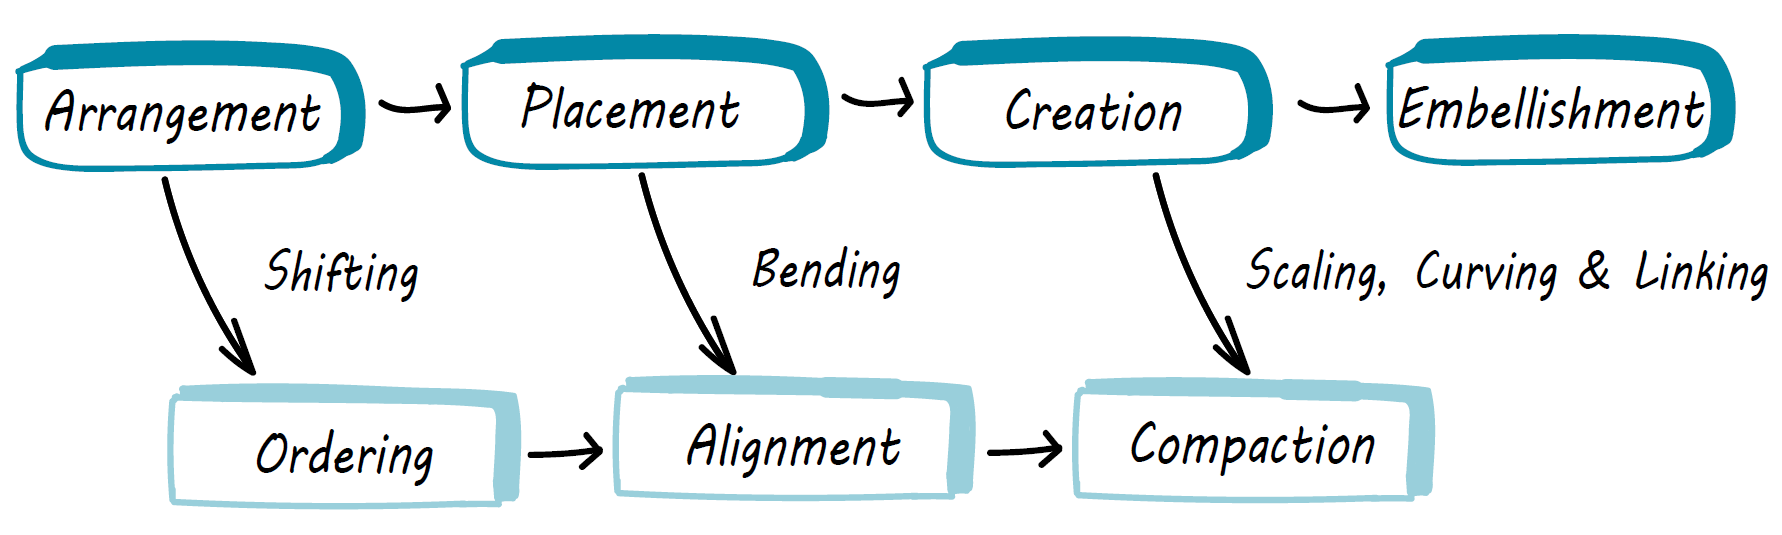 Arrangement
Placement
Creation
Embellishment
Shifting
Bending
Scaling, Curving & Linking
Ordering
Alignment
Compaction